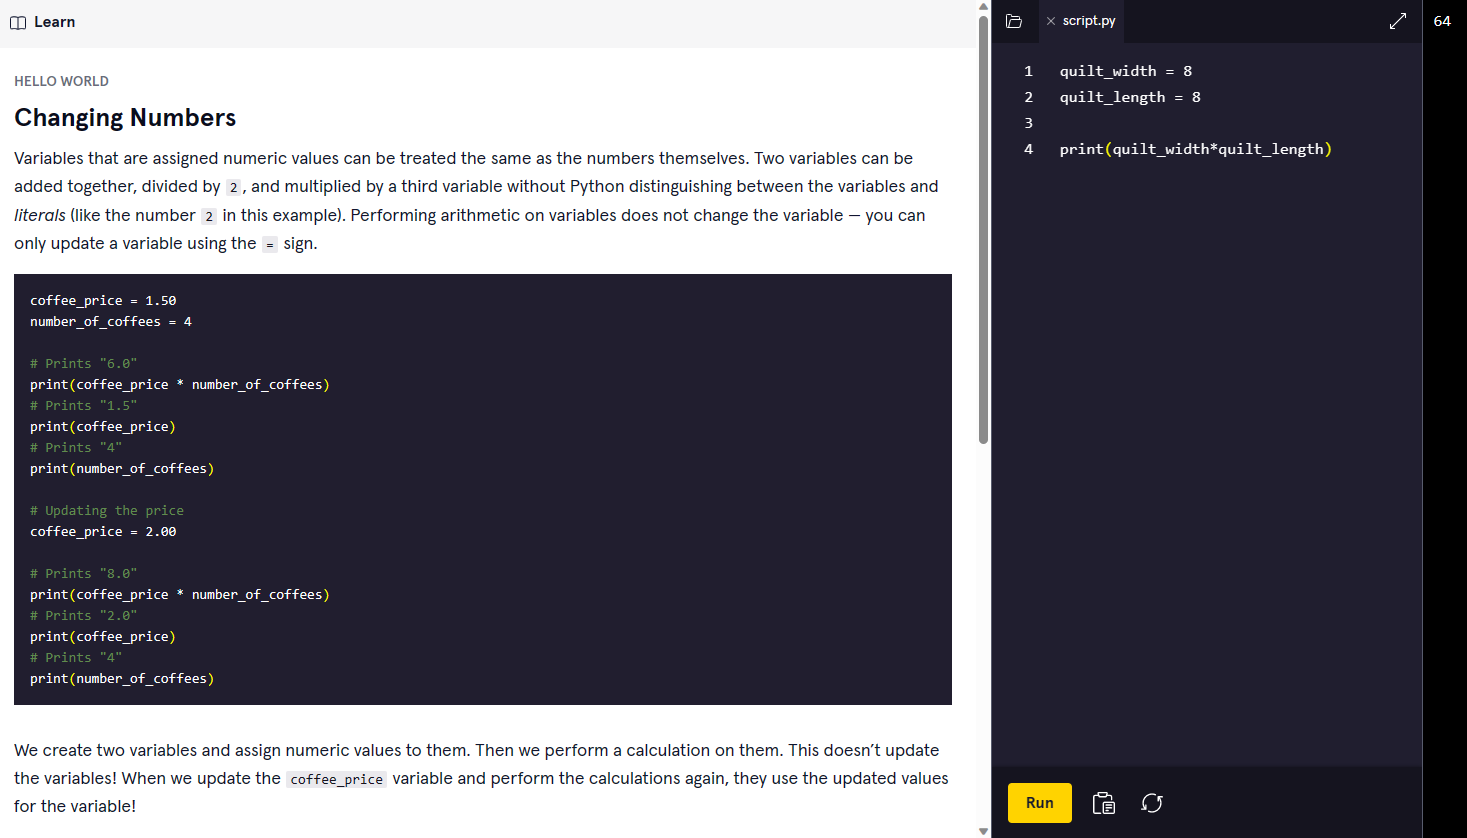 Learn
HELLO WORLD
Changing Numbers
Variables that are assigned numeric values can be treated the same as the numbers themselves. Two variables can be
added together, divided by 2, and multiplied by a third variable without Python distinguishing between the variables and
literals (like the number 2 in this example). Performing arithmetic on variables does not change the variable — you can
only update a variable using the = sign.
coffee_price = 1.50
number_of_coffees = 4
# Prints "6.0"
print(coffee_price * number_of_coffees)
# Prints "1.5"
print(coffee_price)
# Prints "4"
print(number_of_coffees)
# Updating the price
coffee_price = 2.00
# Prints "8.0"
print(coffee_price * number_of_coffees)
# Prints "2.0"
print(coffee_price)
# Prints "4"
print(number_of_coffees)
We create two variables and assign numeric values to them. Then we perform a calculation on them. This doesn’t update
the variables! When we update the coffee_price variable and perform the calculations again, they use the updated values
for the variable!
script.py
1 quilt_width = 8
2 quilt_length = 8
3
4 print(quilt_width*quilt_length)
Run
64